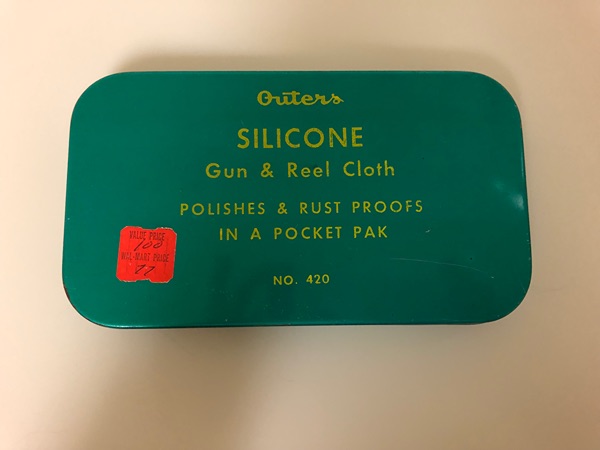 Outers
SILICONE
Gun & Reel Cloth
POLISHES & RUST PROOFS
IN A POCKET PAK
NO. 420
VALUE PRICE
100
WAL-MART PRICE
77